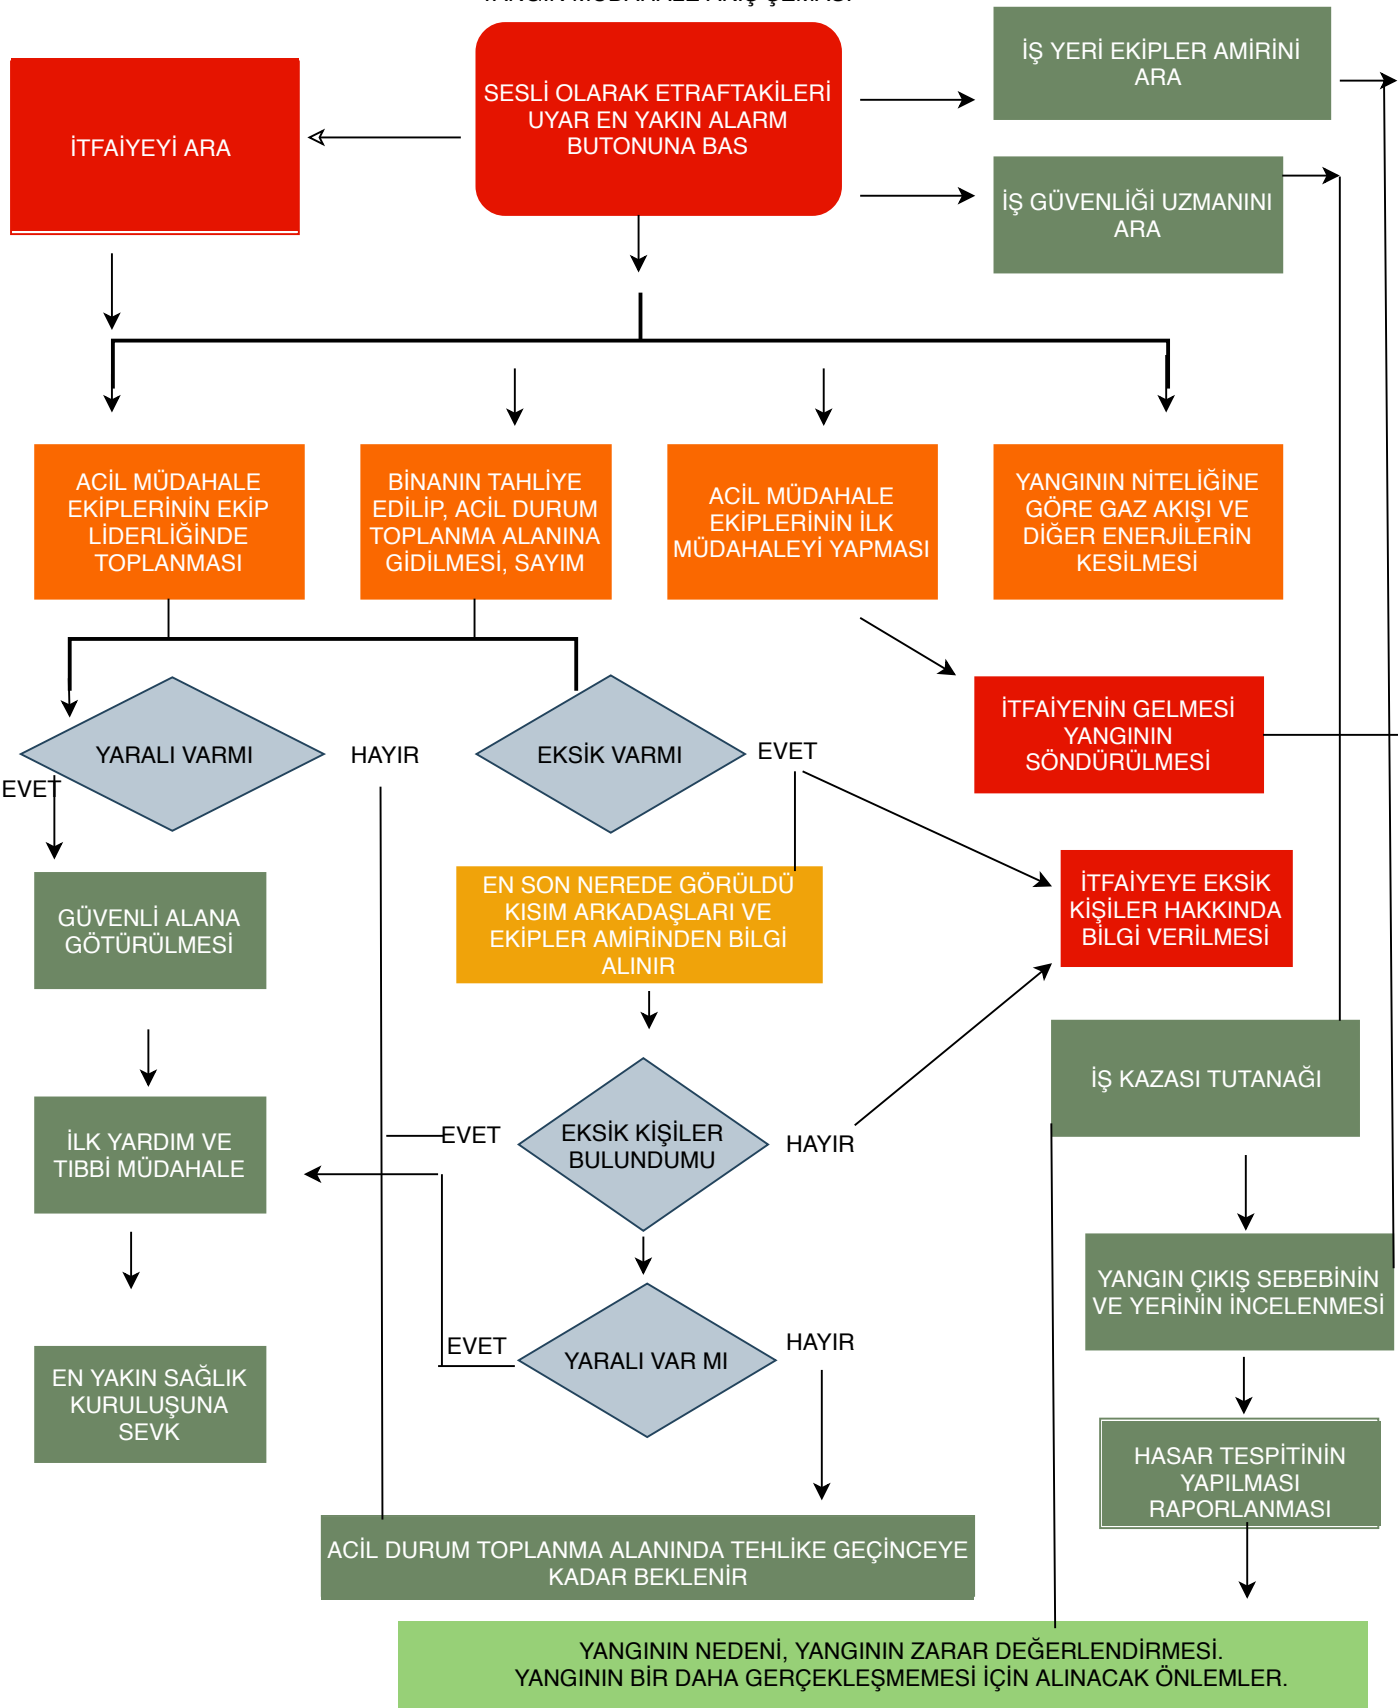 YANGIN MÜDAHALE AKIŞ ŞEMASI
SESLİ OLARAK ETRAFTAKİLERİ
UYAR EN YAKIN ALARM
BUTONUNA BAS
İŞ YERİ EKİPLER AMİRİNİ
ARA
İTFAİYEYİ ARA
İŞ GÜVENLİĞİ UZMANINI
ARA
ACİL MÜDAHALE
EKİPLERİNİN EKİP
LİDERLİĞİNDE
TOPLANMASI
BİNANIN TAHLİYE
EDİLİP, ACİL DURUM
TOPLANMA ALANINA
GİDİLMESİ, SAYIM
ACİL MÜDAHALE
EKİPLERİNİN İLK
MÜDAHALEYİ YAPMASI
YANGININ NİTELİĞİNE
GÖRE GAZ AKIŞI VE
DİĞER ENERJİLERİN
KESİLMESİ
YARALI VARMI
HAYIR
EVET
EKSİK VARMI
EVET
İTFAİYENİN GELMESİ
YANGININ
SÖNDÜRÜLMESİ
GÜVENLİ ALANA
GÖTÜRÜLMESİ
EN SON NEREDE GÖRÜLDÜ
KISIM ARKADAŞLARI VE
EKİPLER AMİRİNDEN BİLGİ
ALINIR
İTFAİYEYE EKSİK
KİŞİLER HAKKINDA
BİLGİ VERİLMESİ
İŞ KAZASI TUTANAĞI
İLK YARDIM VE
TIBBİ MÜDAHALE
EVET
EKSİK KİŞİLER
BULUNDUMU
HAYIR
YANGIN ÇIKIŞ SEBEBİNİN
VE YERİNİN İNCELENMESİ
EN YAKIN SAĞLIK
KURULUŞUNA
SEVK
EVET
YARALI VAR MI
HAYIR
HASAR TESPİTİNİN
YAPILMASI
RAPORLANMASI
ACİL DURUM TOPLANMA ALANINDA TEHLİKE GEÇİNCEYE
KADAR BEKLENİR
YANGININ NEDENİ, YANGININ ZARAR DEĞERLENDİRMESİ.
YANGININ BİR DAHA GERÇEKLEŞMEMESİ İÇİN ALINACAK ÖNLEMLER.